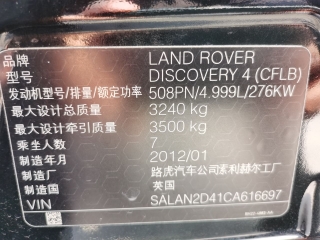 品牌 LAND ROVER
型号 DISCOVERY 4 (CFLB)
发动机型号/排量/额定功率 508PN/4.999L/276KW
最大设计总质量 3240 kg
最大设计牵引质量 3500 kg
乘坐人数 7
制造年月 2012/01
制造厂 路虎汽车公司索利赫尔工厂
制造国 英国
VIN SALAN2D41CA616697